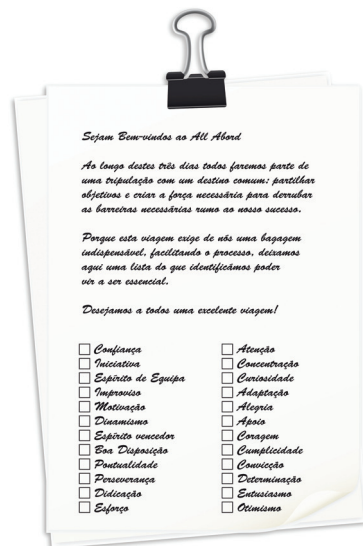 Sejam Bem-vindos ao All Abord
Ao longo destes três dias todos faremos parte de
uma tripulação com um destino comum: partilhar
objetivos e criar a força necessária para derrubar
as barreiras necessárias rumo ao nosso sucesso.
Porque esta viagem exige de nós uma bagagem
indispensável, facilitando o processo, deixamos
aqui uma lista do que identificámos poder
vir a ser essencial.
Desejamos a todos uma excelente viagem!
Confiança
Iniciativa
Espírito de Equipa
Improviso
Motivação
Dinamismo
Espírito vencedor
Boa Disposição
Pontualidade
Perseverança
Didicação
Esforço
Atenção
Concentração
Curiosidade
Adaptação
Alegria
Apoio
Coragem
Cumplicidade
Convicção
Determinação
Entusiasmo
Otimismo